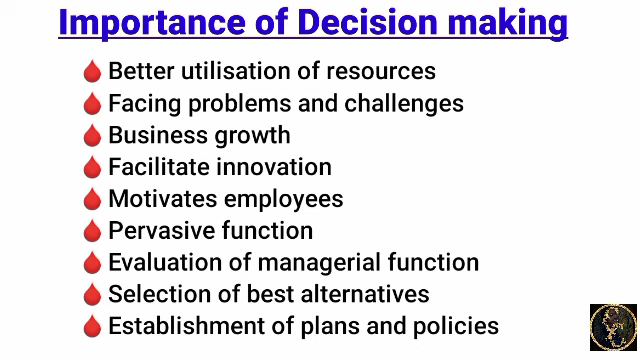 Importance of Decision making
Better utilisation of resources
Facing problems and challenges
Business growth
Facilitate innovation
Motivates employees
Pervasive function
Evaluation of managerial function
Selection of best alternatives
Establishment of plans and policies